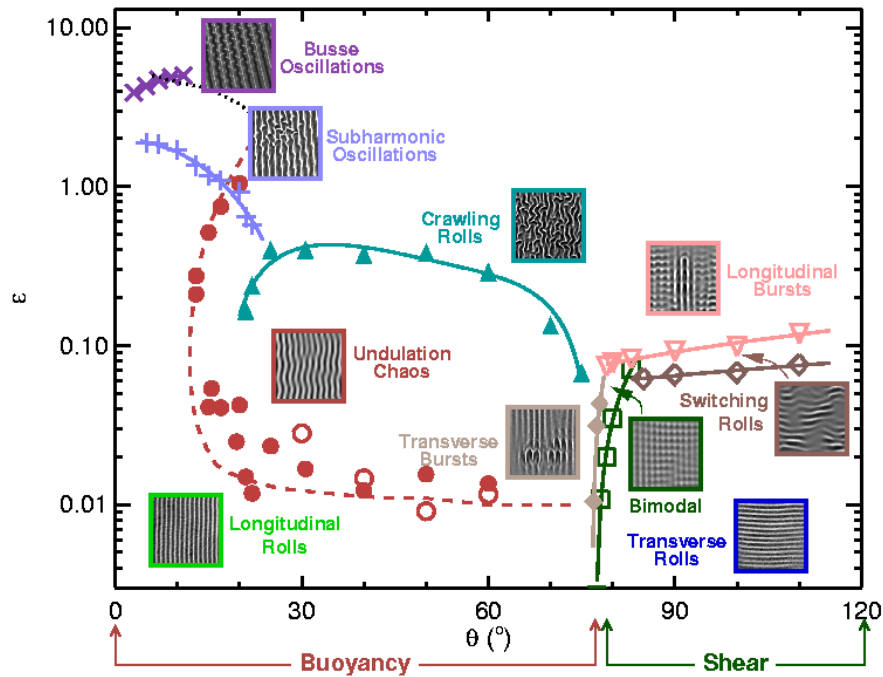 10.00
Busse
Oscillations
Subharmonic
Oscillations
1.00
Crawling
Rolls
Longitudinal
Bursts
ε
0.10
Undulation
Chaos
Switching
Rolls
Transverse
Bursts
Bimodal
0.01
Longitudinal
Rolls
Transverse
Rolls
0
30
60
90
120
θ (°)
Buoyancy
Shear